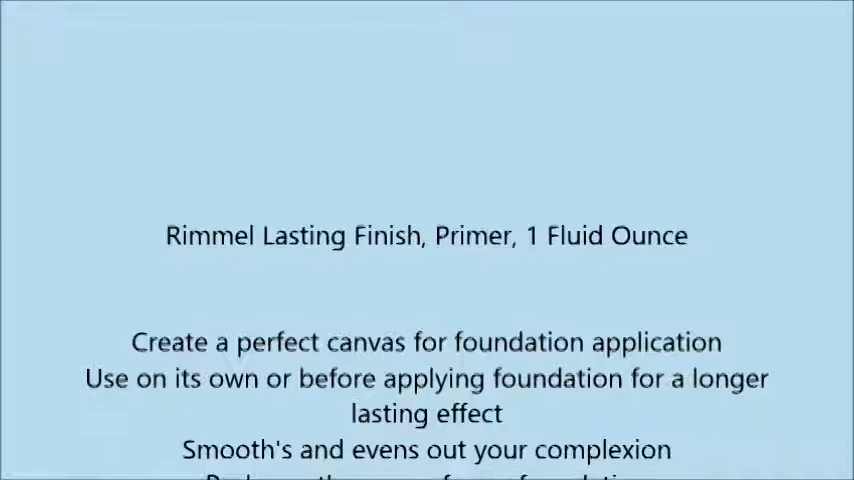 Rimmel Lasting Finish, Primer, 1 Fluid Ounce
Create a perfect canvas for foundation application
Use on its own or before applying foundation for a longer
lasting effect
Smooth's and evens out your complexion